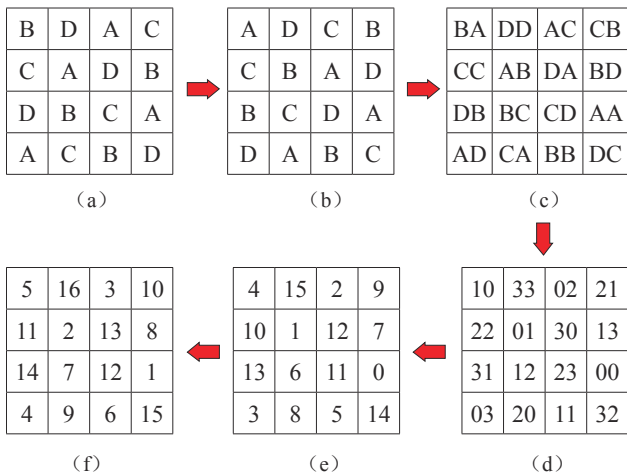 B D A C A D C B BA DD AC CB
C A D B C B A D CC AB DA BD
D B C A B C D A DB BC CD AA
A C B D D A B C AD CA BB DC
（a） （b） （c）
5 16 3 10 4 15 2 9 10 33 02 21
11 2 13 8 10 1 12 7 22 01 30 13
14 7 12 1 13 6 11 0 31 12 23 00
4 9 6 15 3 8 5 14 03 20 11 32
（f） （e） （d）